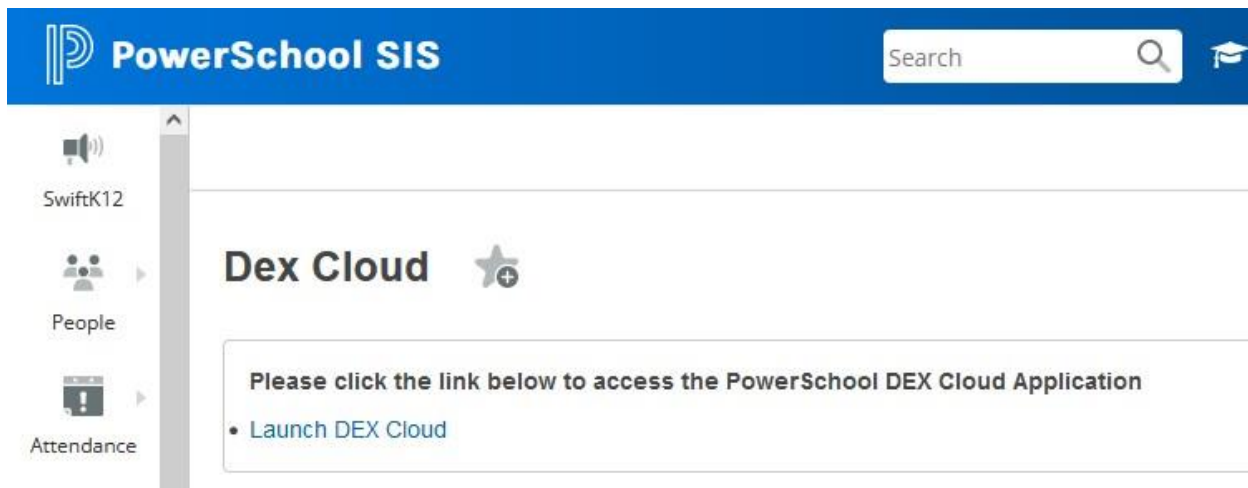 PowerSchool SIS
Search
SwiftK12
People
Attendance
Dex Cloud
Please click the link below to access the PowerSchool DEX Cloud Application
• Launch DEX Cloud